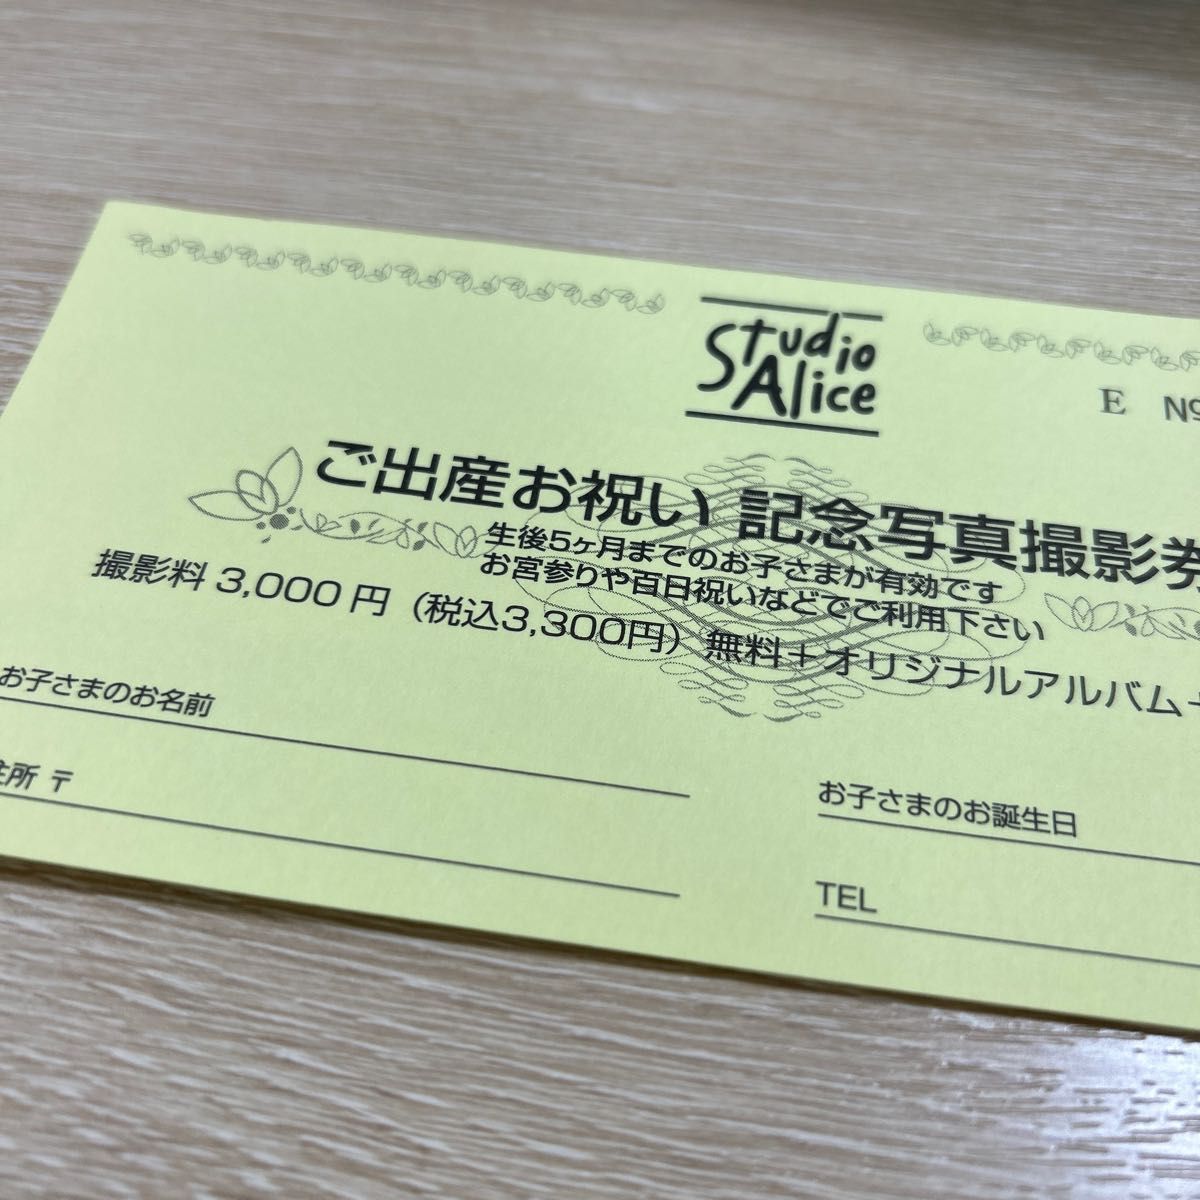 Studio
Alice
E N9
ご出産お祝い 記念写真撮影券
生後5ヶ月までのお子さまが有効です
お宮参りや百日祝いなどでご利用下さい
撮影料 3,000 円（税込3,300円）無料＋オリジナルアルバム
お子さまのお名前
住所 〒
お子さまのお誕生日
TEL